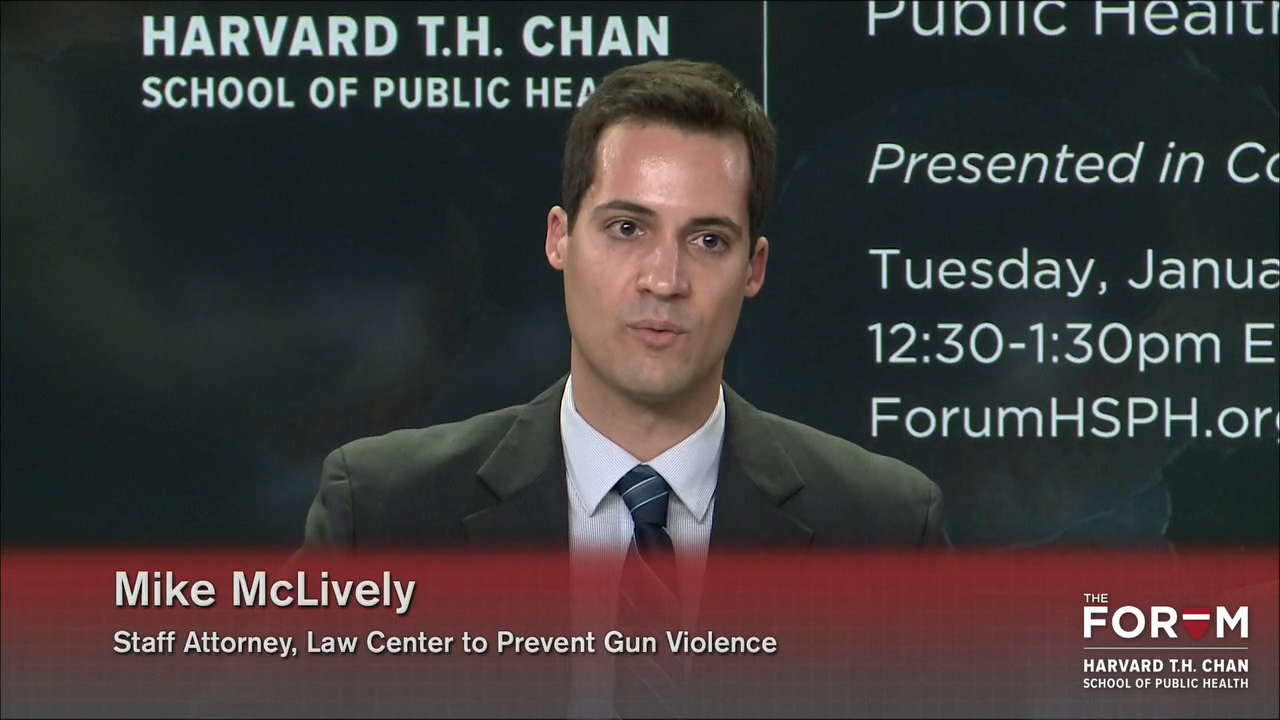 HARVARD T.H. CHAN
SCHOOL OF PUBLIC HEA
Public Healt
Presented in Co
Tuesday, Janua
12:30-1:30pm E
ForumHSPH.org
Mike McLively
Staff Attorney, Law Center to Prevent Gun Violence
THE
FORUM
HARVARD T.H. CHAN
SCHOOL OF PUBLIC HEALTH